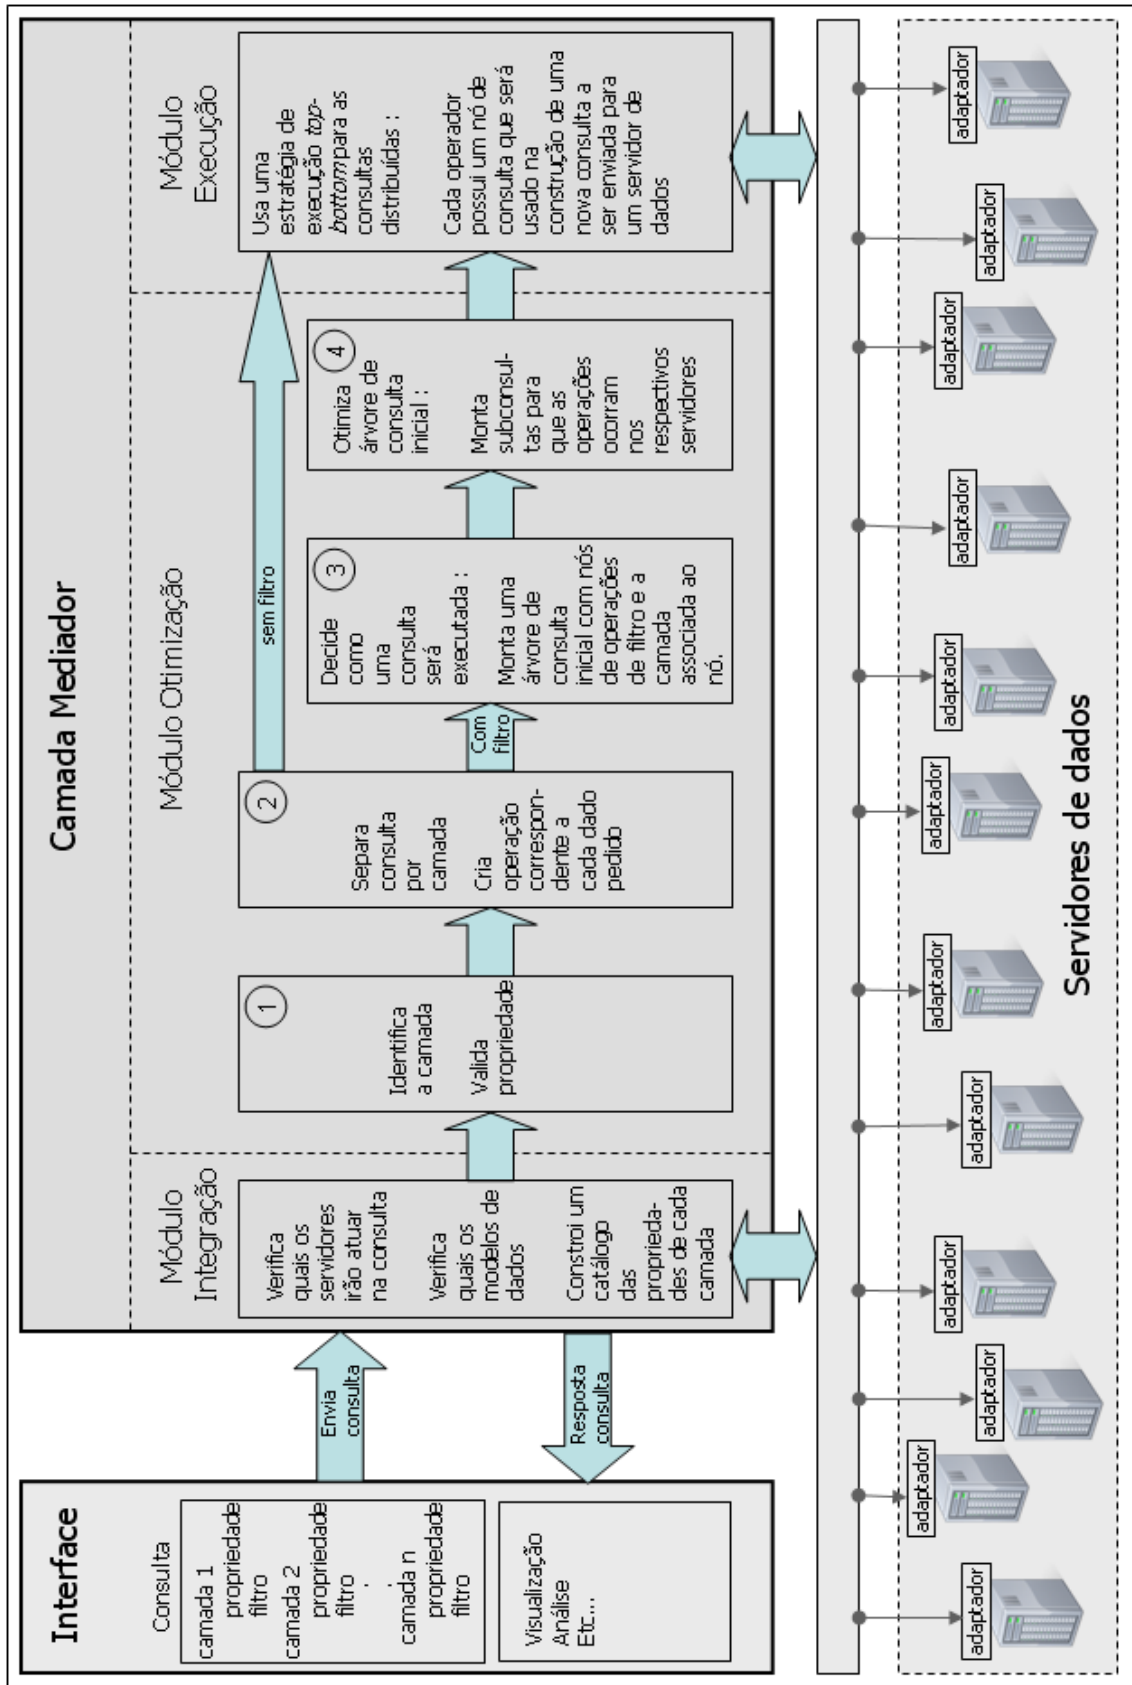 Interface
Consulta
camada 1
propriedade
filtro
camada 2
propriedade
filtro
.
.
camada n
propriedade
filtro
Visualização
Análise
Etc...
Envia
consulta
Resposta
consulta
Camada Mediador
Módulo
Integração
Verifica
quais os
servidores
irão atuar
na consulta
Verifica
quais os
modelos de
dados
Constroi um
catálogo
das
proprieda-
des de cada
camada
Módulo Otimização
1
Identifica
a camada
Valida
propriedade
2
Separa
consulta
por
camada
Cria
operação
correspon-
dente a
cada dado
pedido
sem filtro
Com
filtro
3
Decide
como
uma
consulta
será
executada :
Monta uma
árvore de
consulta
inicial com nós
de operações
de filtro e a
camada
associada ao
nó.
4
Otimiza
árvore de
consulta
inicial :
Monta
subconsul-
tas para
que as
operações
ocorram
nos
respectivos
servidores
Módulo
Execução
Usa uma
estratégia de
execução top-
bottom para as
consultas
distribuídas :
Cada operador
possui um nó de
consulta que será
usado na
construção de uma
nova consulta a
ser enviada para
um servidor de
dados
adaptador
adaptador
adaptador
adaptador
adaptador
adaptador
adaptador
adaptador
adaptador
adaptador
adaptador
adaptador
Servidores de dados